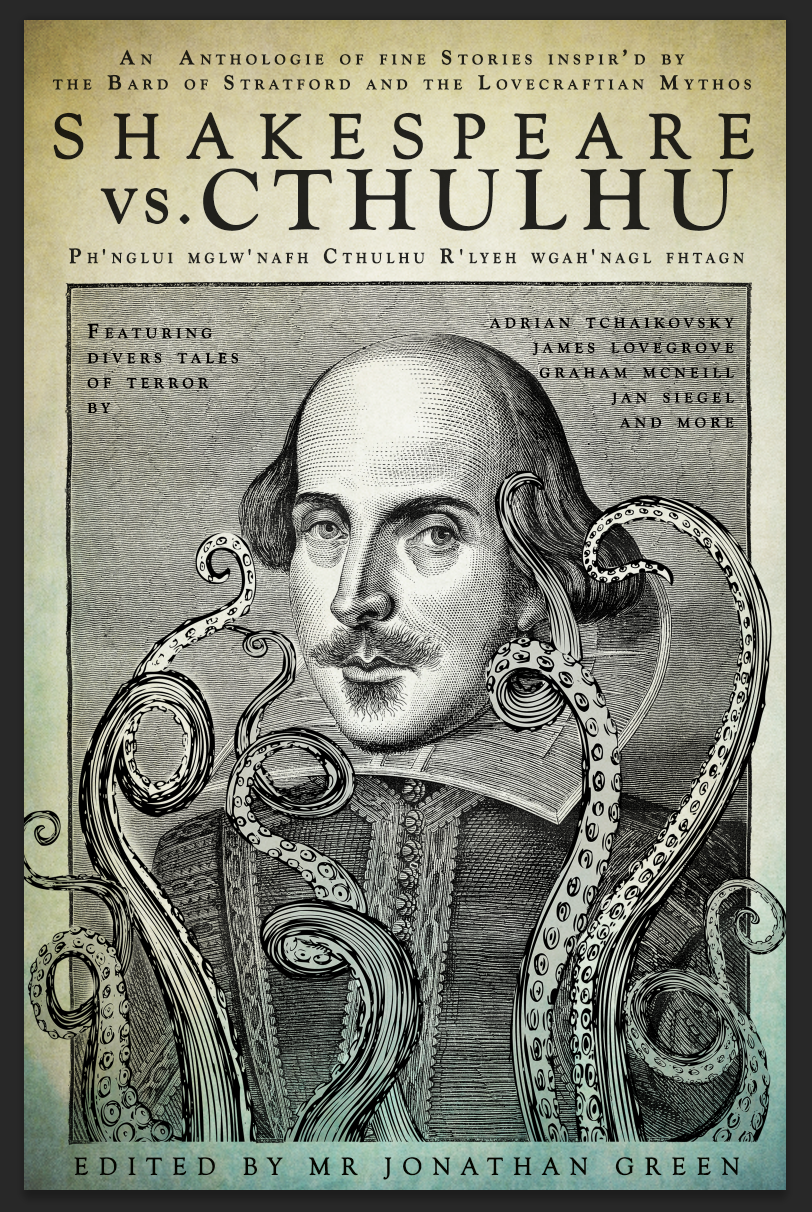 An Anthologie of fine Stories inspir'd by
the Bard of Stratford and the Lovecraftian Mythos
SHAKESPEARE
vs. CTHULHU
Ph'nglui mglw'nafh Cthulhu R'lyeh wgah'nagl fhtagn
Featuring
divers tales
of terror
by
Adrian Tchaikovsky
James Lovegrove
Graham McNeill
Jan Siegel
and more
Edited by Mr Jonathan Green